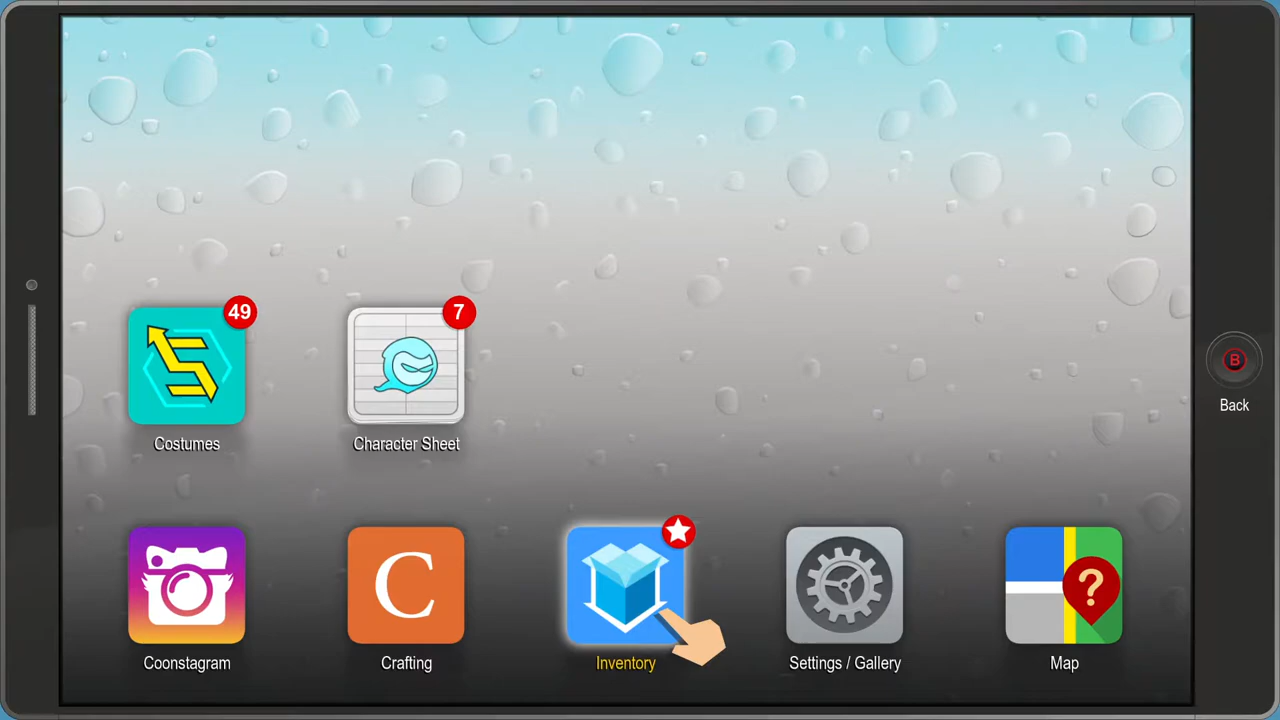 49
7
Costumes
Character Sheet
B
Back
C
?
Coonstagram
Crafting
Inventory
Settings / Gallery
Map